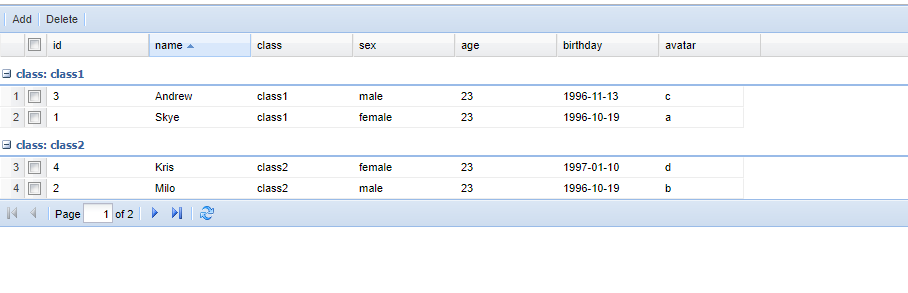 Add Delete
id name class sex age birthday avatar
class: class1
1 3 Andrew class1 male 23 1996-11-13 c
2 1 Skye class1 female 23 1996-10-19 a
class: class2
3 4 Kris class2 female 23 1997-01-10 d
4 2 Milo class2 male 23 1996-10-19 b
Page 1 of 2